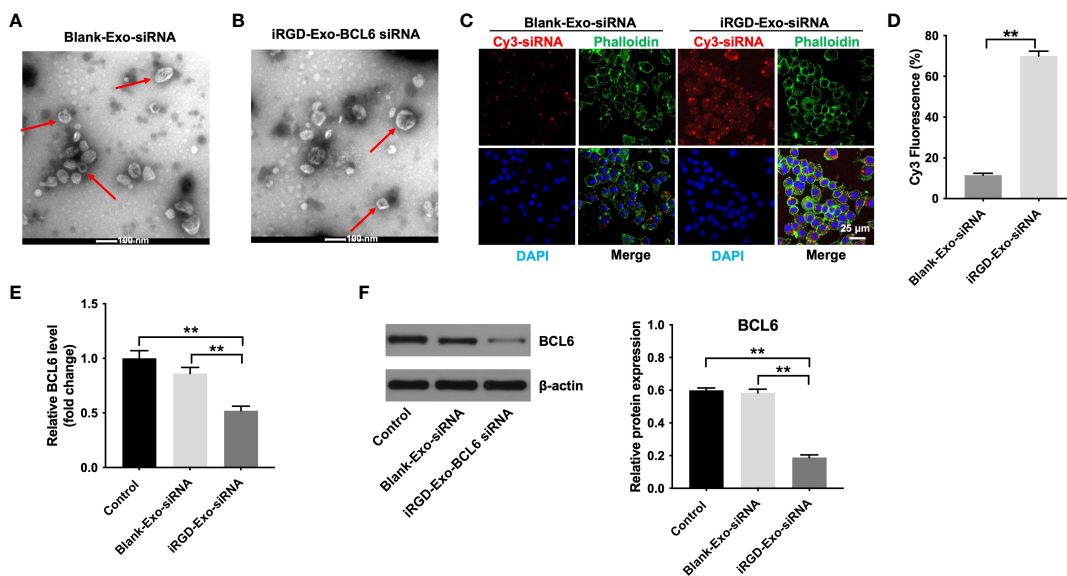 A
Blank-Exo-siRNA
100 nm
B
iRGD-Exo-BCL6 siRNA
100 nm
C
Blank-Exo-siRNA
iRGD-Exo-siRNA
Cy3-siRNA
Phalloidin
Cy3-siRNA
Phalloidin
25 μm
DAPI
Merge
DAPI
Merge
D
Cy3 Fluorescence (%)
80
60
40
20
0
**
Blank-Exo-siRNA
iRGD-Exo-siRNA
E
Relative BCL6 level
(fold change)
1.5
1.0
0.5
0.0
**
**
Control
Blank-Exo-siRNA
iRGD-Exo-siRNA
F
BCL6
β-actin
Control
Blank-Exo-siRNA
iRGD-Exo-BCL6 siRNA
BCL6
Relative protein expression
1.0
0.8
0.6
0.4
0.2
0.0
**
**
Control
Blank-Exo-siRNA
iRGD-Exo-siRNA